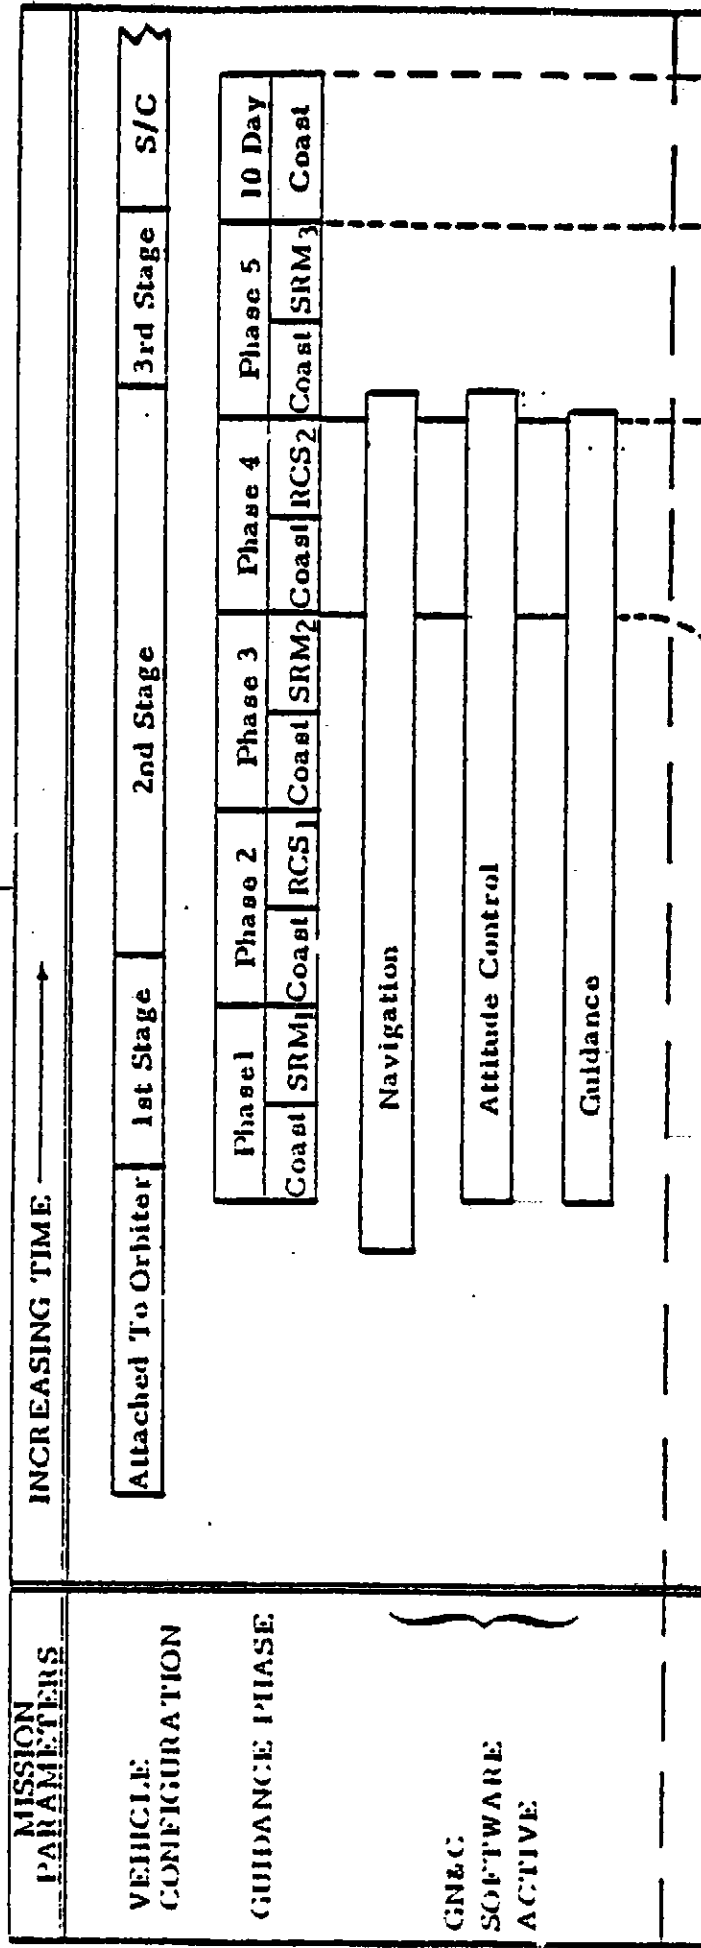 MISSION
PARAMETERS
INCREASING TIME
VEHICLE
CONFIGURATION
Attached To Orbiter
1st Stage
2nd Stage
3rd Stage
S/C
GUIDANCE PHASE
Phase1
Phase 2
Phase 3
Phase 4
Phase 5
10 Day
Coast
SRM1
Coast
RCS1
Coast
SRM2
Coast
RCS2
Coast
SRM3
Coast
GN&C
SOFTWARE
ACTIVE
Navigation
Attitude Control
Guidance